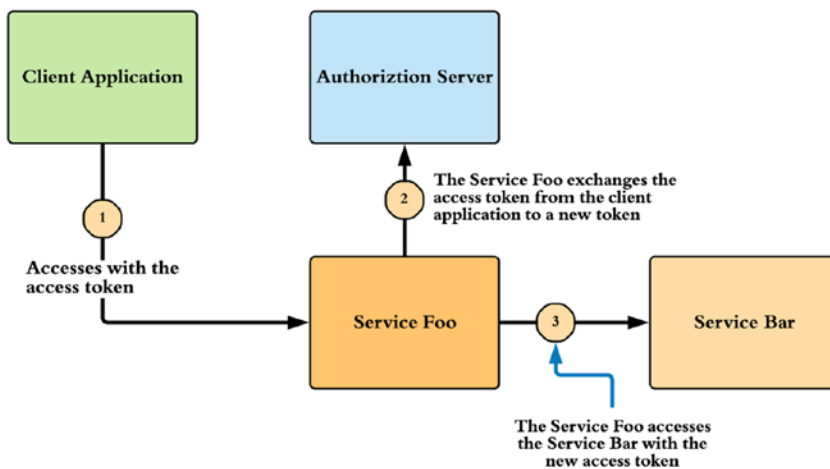 Client Application
Authoriztion Server
1
2
The Service Foo exchanges the
access token from the client
application to a new token
Accesses with the
access token
Service Foo
3
Service Bar
The Service Foo accesses
the Service Bar with the
new access token